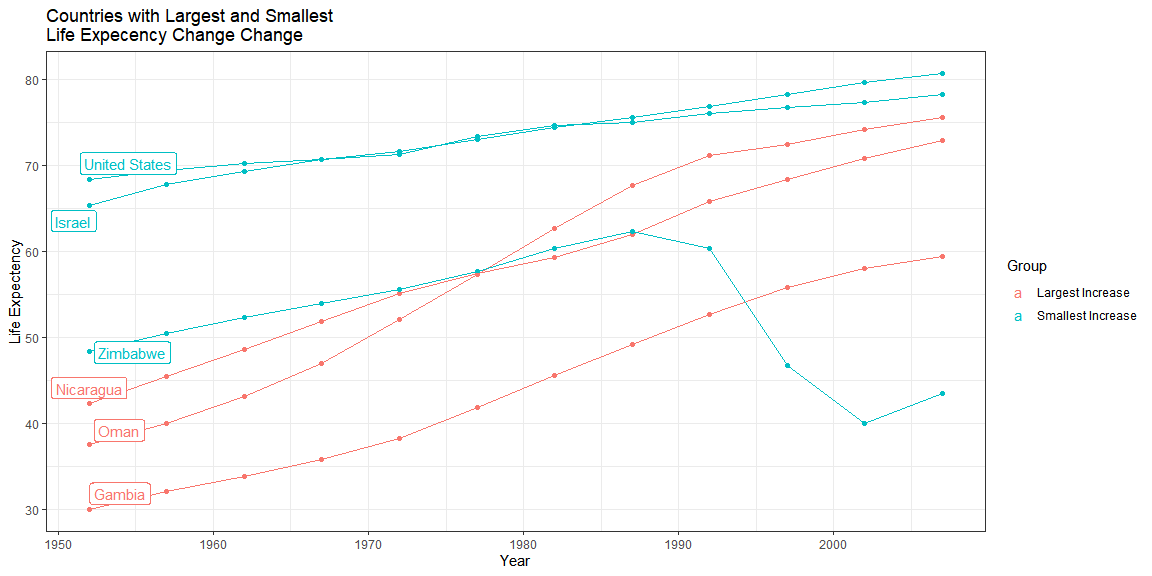 Countries with Largest and Smallest
Life Expecency Change Change
80
70
60
50
40
30
Life Expectency
United States
Israel
Zimbabwe
Nicaragua
Oman
Gambia
1950 1960 1970 1980 1990 2000
Year
Group
a Largest Increase
a Smallest Increase